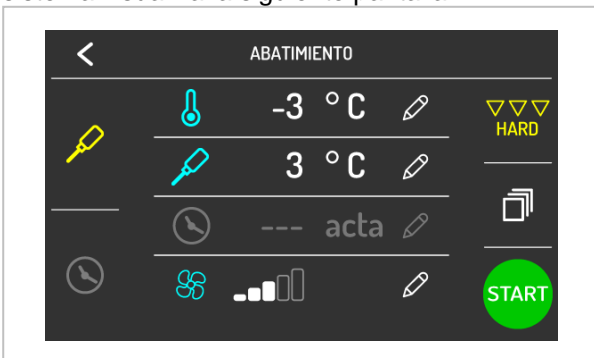 ABATIMIENTO
-3 °C
HARD
3 °C
--- acta
START